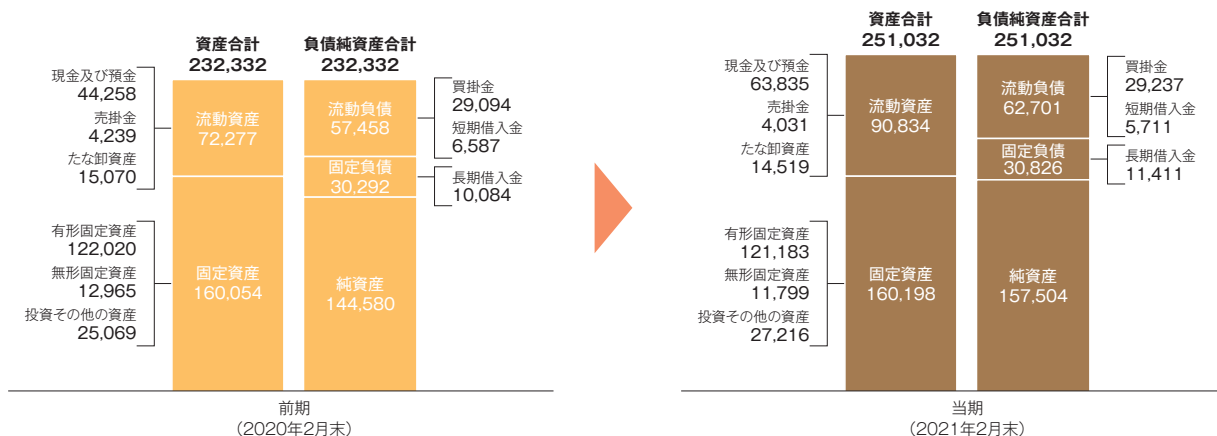 資産合計
232,332
負債純資産合計
232,332
現金及び預金
44,258
売掛金
4,239
たな卸資産
15,070
流動資産
72,277
流動負債
57,458
買掛金
29,094
短期借入金
6,587
固定負債
30,292
長期借入金
10,084
有形固定資産
122,020
無形固定資産
12,965
投資その他の資産
25,069
固定資産
160,054
純資産
144,580
前期
（2020年2月末）
資産合計
251,032
負債純資産合計
251,032
現金及び預金
63,835
売掛金
4,031
たな卸資産
14,519
流動資産
90,834
流動負債
62,701
買掛金
29,237
短期借入金
5,711
固定負債
30,826
長期借入金
11,411
有形固定資産
121,183
無形固定資産
11,799
投資その他の資産
27,216
固定資産
160,198
純資産
157,504
当期
（2021年2月末）